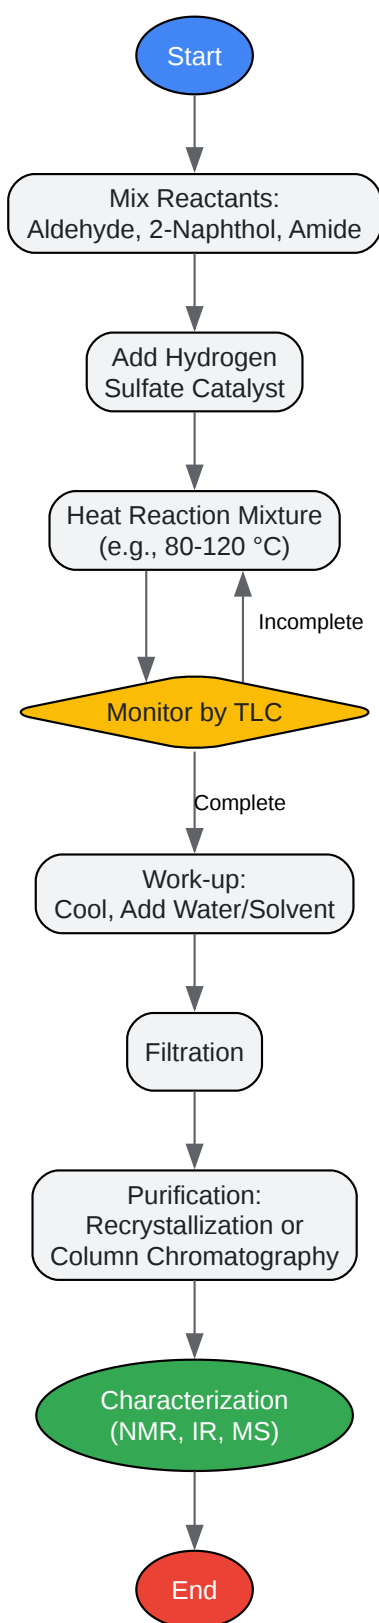 Start
Mix Reactants:
Aldehyde, 2-Naphthol, Amide
Add Hydrogen
Sulfate Catalyst
Heat Reaction Mixture
(e.g., 80-120 °C)
Incomplete
Monitor by TLC
Complete
Work-up:
Cool, Add Water/Solvent
Filtration
Purification:
Recrystallization or
Column Chromatography
Characterization
(NMR, IR, MS)
End